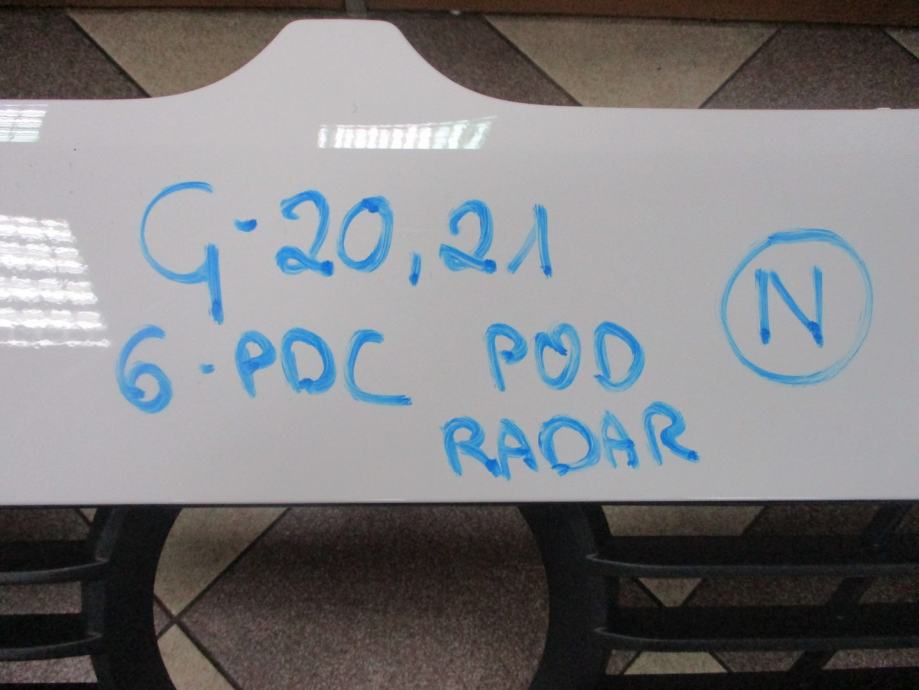 G-20,21
N
6-PDC POD
RADAR